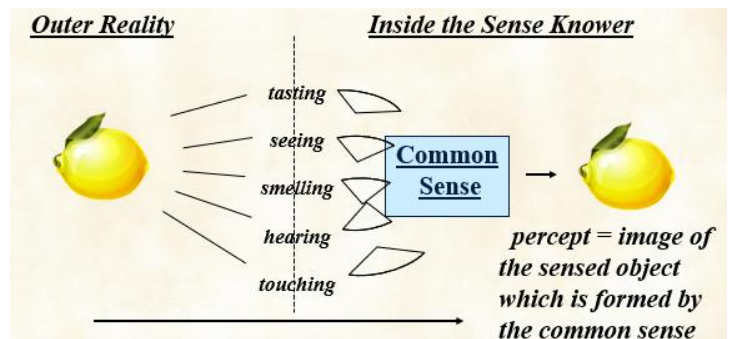 Outer Reality
Inside the Sense Knower
tasting
seeing
smelling
hearing
touching
Common
Sense
percept = image of
the sensed object
which is formed by
the common sense